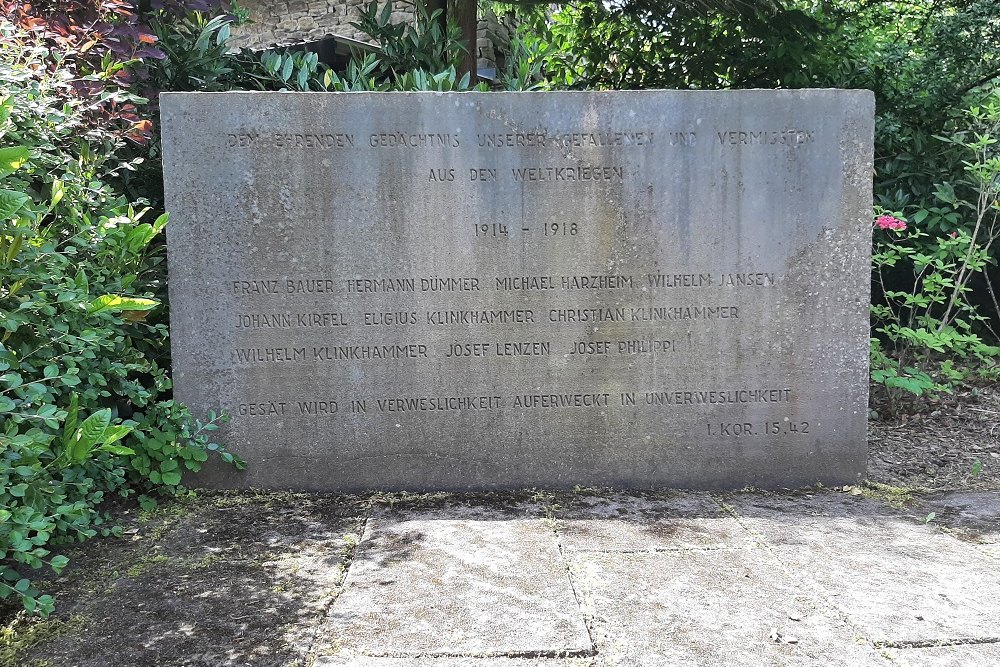 DEM EHRENDEN GEDÄCHTNIS UNSERER GEFALLENEN UND VERMISSTEN
AUS DEN WELTKRIEGEN
1914 - 1918
FRANZ BAUER HERMANN DÜMMER MICHAEL HARZHEIM WILHELM JANSEN
JOHANN KIRFEL ELIGIUS KLINKHAMMER CHRISTIAN KLINKHAMMER
WILHELM KLINKHAMMER JOSEF LENZEN JOSEF PHILIPPI
GESÄT WIRD IN VERWESLICHKEIT AUFERWECKT IN UNVERWESLICHKEIT
1. KOR. 15,42